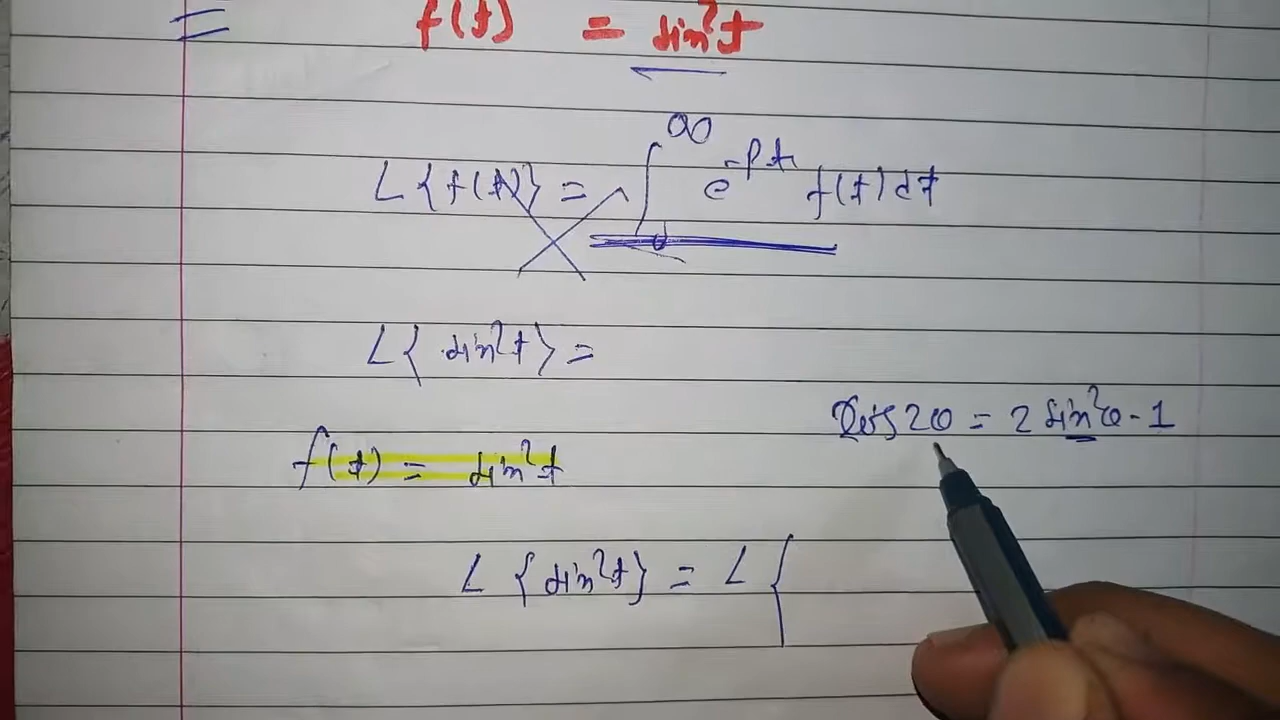 = f(t) = sin²t
L{f(t)} = ∫₀^∞ e^-pt f(t)dt
L{ sin²t} =
Cos 2θ = 2 sin²θ - 1
f(t) = sin²t
L {sin²t} = L {